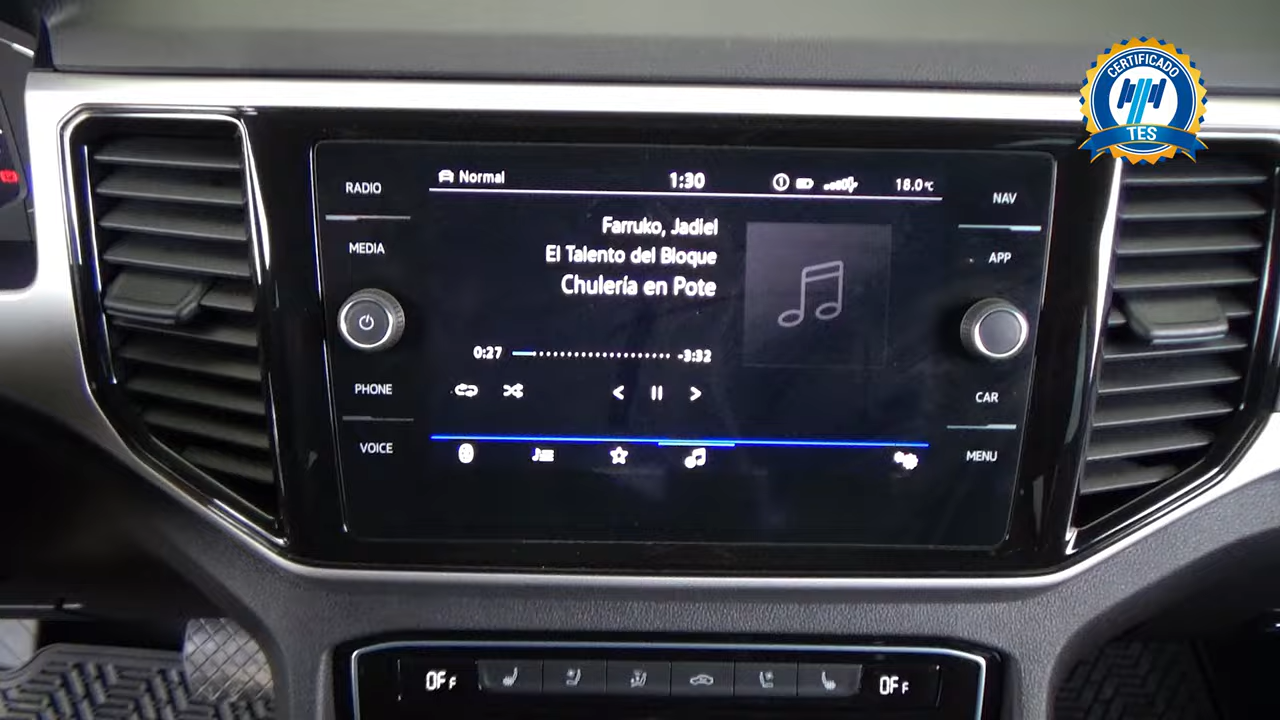 CERTIFICADO
TES
RADIO
MEDIA
PHONE
VOICE
Normal
1:30
18.0°C
Farruko, Jadiel
El Talento del Bloque
Chulería en Pote
0:27
-3:32
NAV
APP
CAR
MENU
OFF
OFF